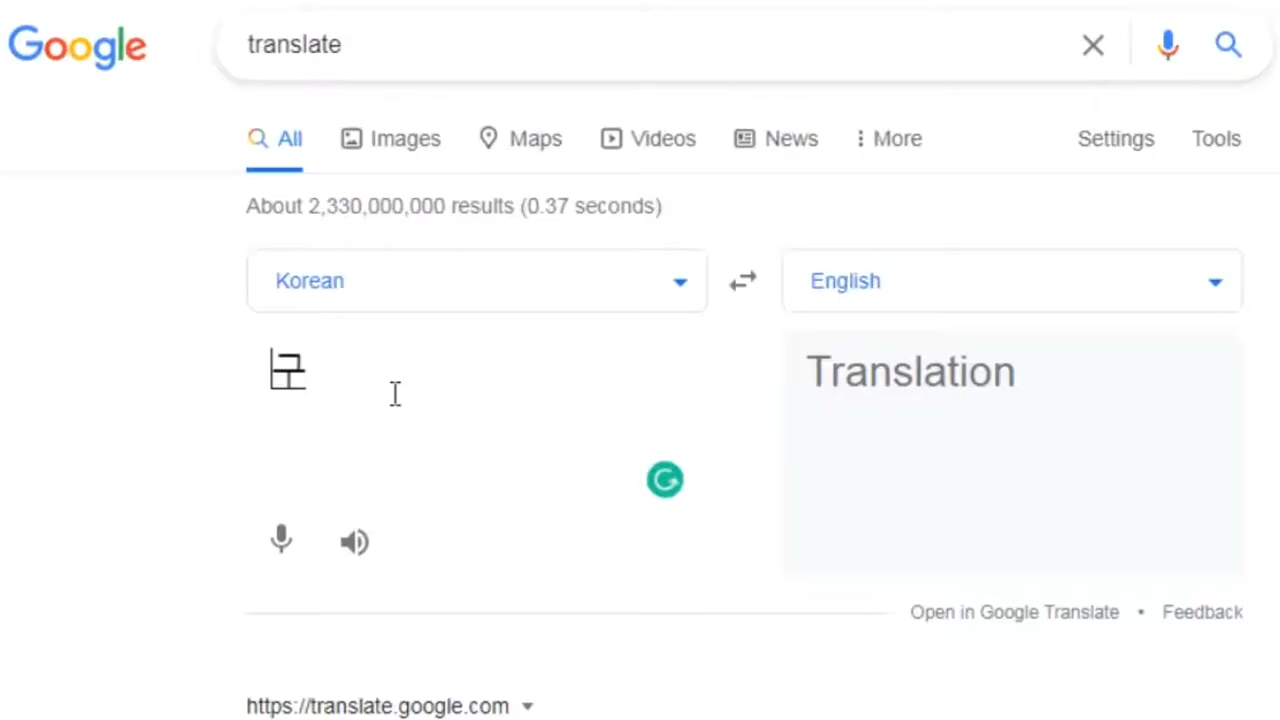 Google
translate
All
Images
Maps
Videos
News
More
Settings
Tools
About 2,330,000,000 results (0.37 seconds)
Korean
English
구
Translation
Open in Google Translate • Feedback
https://translate.google.com